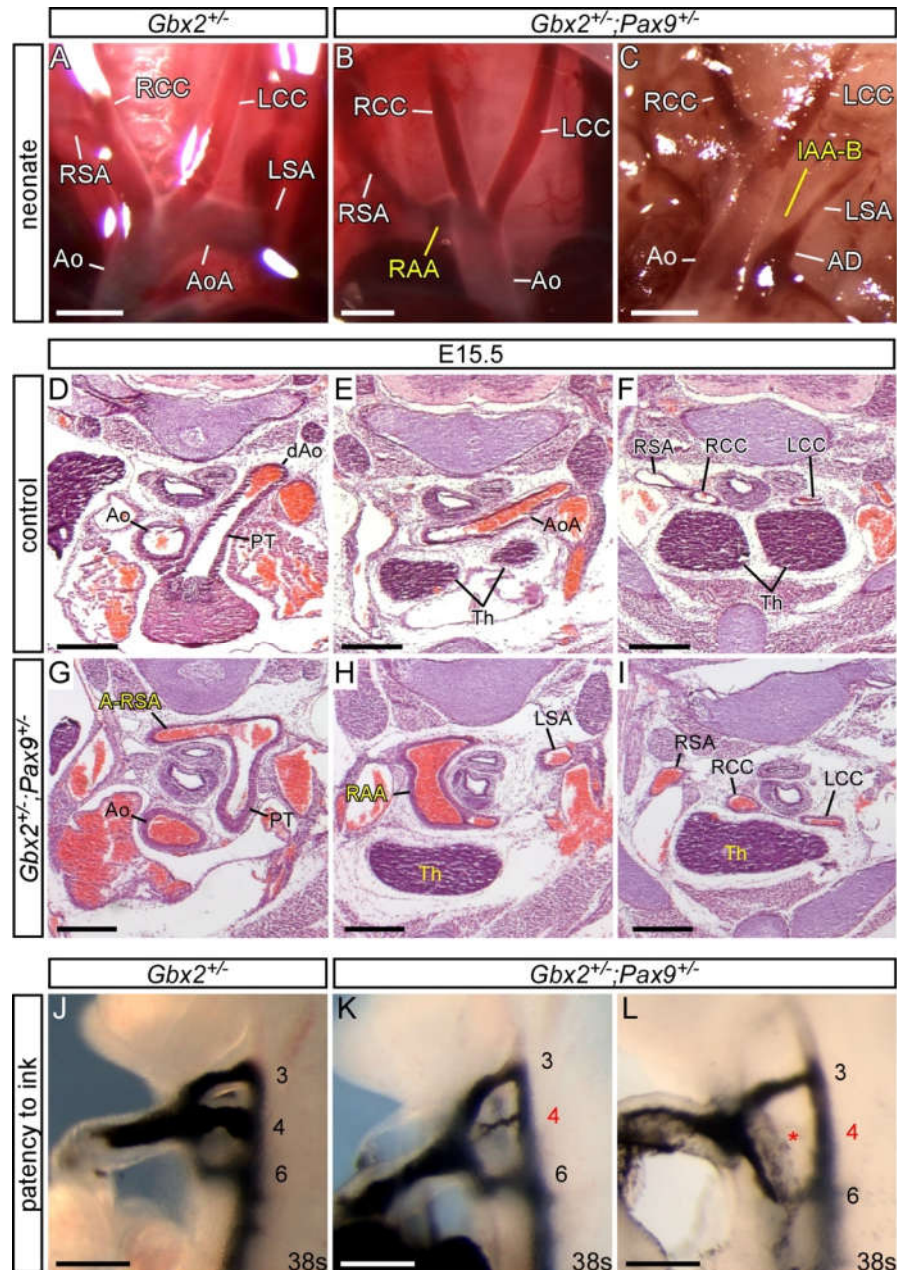 Gbx2+/-
Gbx2+/-;Pax9+/-
neonate
A
RCC
LCC
RSA
LSA
Ao
AoA
B
RCC
LCC
RSA
RAA
Ao
C
RCC
LCC
IAA-B
LSA
Ao
AD
E15.5
control
D
dAo
Ao
PT
E
AoA
Th
F
RSA
RCC
LCC
Th
Gbx2+/-;Pax9+/-
G
A-RSA
Ao
PT
H
LSA
RAA
Th
I
RSA
RCC
LCC
Th
Gbx2+/-
Gbx2+/-;Pax9+/-
patency to ink
J
3
4
6
38s
K
3
4
6
38s
L
3
*
4
6
38s